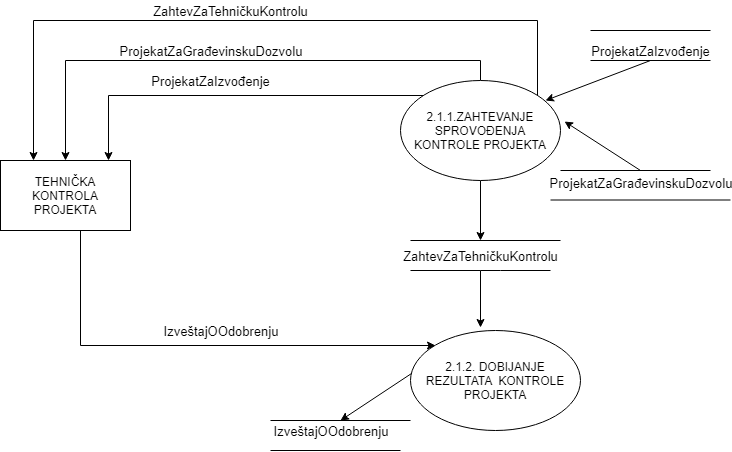 ZahtevZaTehničkuKontrolu
ProjekatZaGrađevinskuDozvolu
ProjekatZaIzvođenje
ProjekatZaIzvođenje
2.1.1.ZAHTEVANJE
SPROVOĐENJA
KONTROLE PROJEKTA
TEHNIČKA
KONTROLA
PROJEKTA
ProjekatZaGrađevinskuDozvolu
ZahtevZaTehničkuKontrolu
IzveštajOOdobrenju
2.1.2. DOBIJANJE
REZULTATA KONTROLE
PROJEKTA
IzveštajOOdobrenju